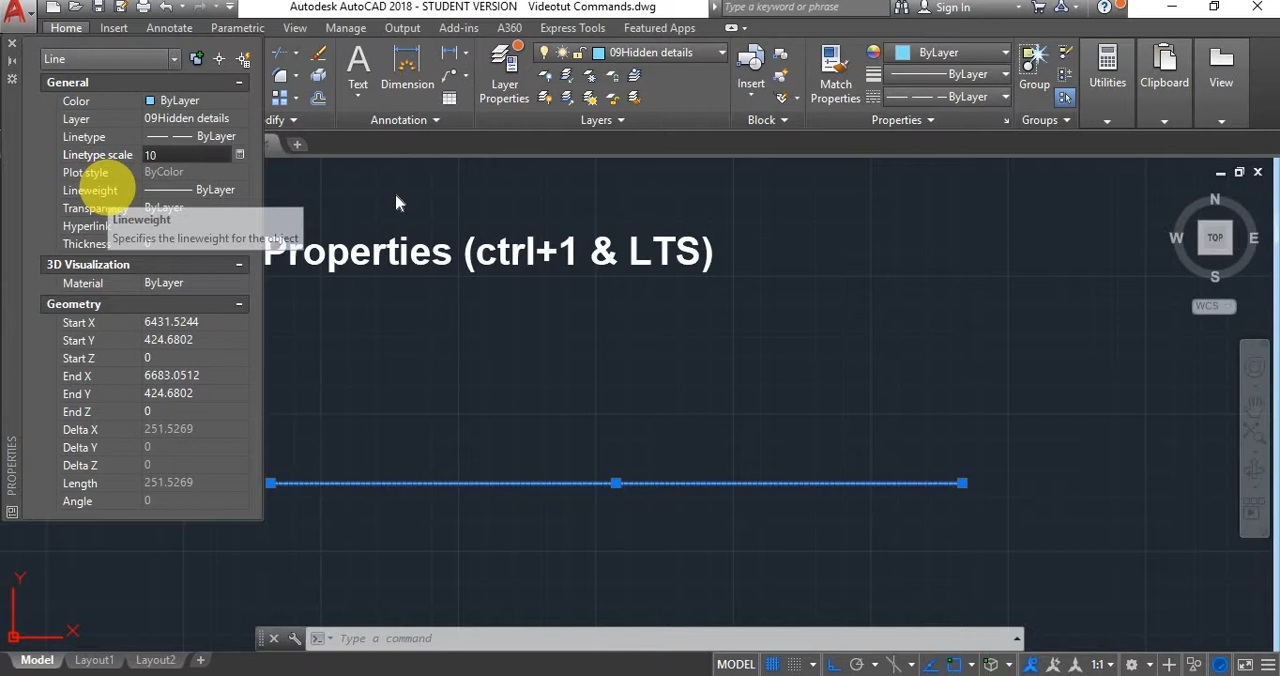 Autodesk AutoCAD 2018 - STUDENT VERSION Videotut Commands.dwg
Type a keyword or phrase
Sign In
Home Insert Annotate Parametric View Manage Output Add-ins A360 Express Tools Featured Apps
Line
General
Color ByLayer
Layer 09Hidden details
Linetype ByLayer
Linetype scale 10
Plot style ByColor
Lineweight ByLayer
Transparency ByLayer
Lineweight
Specifies the lineweight for the object
Hyperlink
Thickness
3D Visualization
Material ByLayer
Geometry
Start X 6431.5244
Start Y 424.6802
Start Z 0
End X 6683.0512
End Y 424.6802
End Z 0
Delta X 251.5269
Delta Y 0
Delta Z 0
Length 251.5269
Angle 0
PROPERTIES
Text
Dimension
Annotation
Layer
Properties
09Hidden details
Layers
Insert
Block
Match
Properties
ByLayer
ByLayer
ByLayer
Properties
Group
Groups
Utilities
Clipboard
View
Properties (ctrl+1 & LTS)
N
W TOP E
S
WCS
Y
X
Type a command
Model Layout1 Layout2
MODEL 1:1